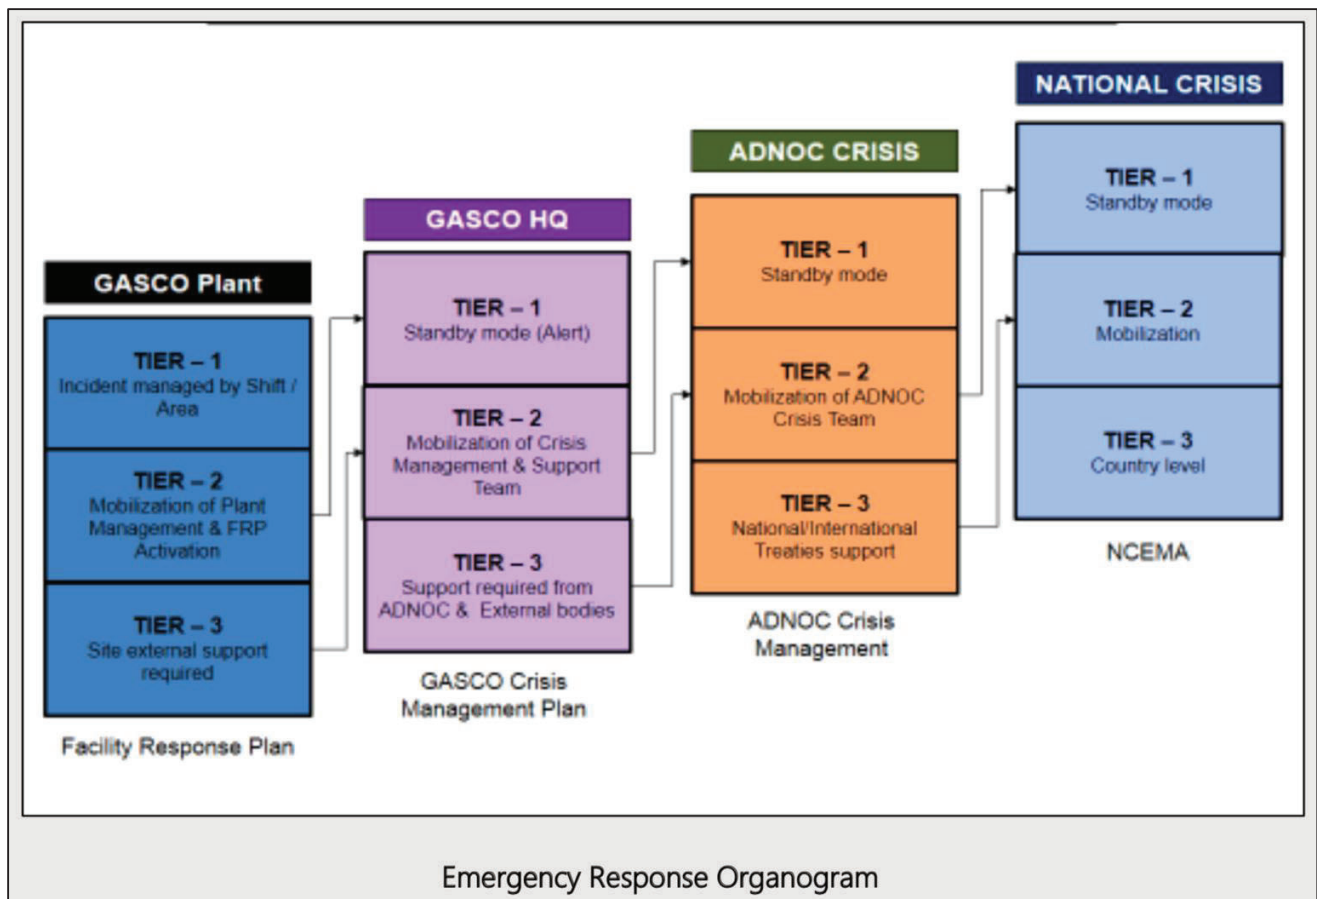 GASCO Plant
TIER – 1
Incident managed by Shift /
Area
TIER – 2
Mobilization of Plant
Management & FRP
Activation
TIER – 3
Site external support
required
Facility Response Plan
GASCO HQ
TIER – 1
Standby mode (Alert)
TIER – 2
Mobilization of Crisis
Management & Support
Team
TIER – 3
Support required from
ADNOC & External bodies
GASCO Crisis
Management Plan
ADNOC CRISIS
TIER – 1
Standby mode
TIER – 2
Mobilization of ADNOC
Crisis Team
TIER – 3
National/International
Treaties support
ADNOC Crisis
Management
NATIONAL CRISIS
TIER – 1
Standby mode
TIER – 2
Mobilization
TIER – 3
Country level
NCEMA
Emergency Response Organogram